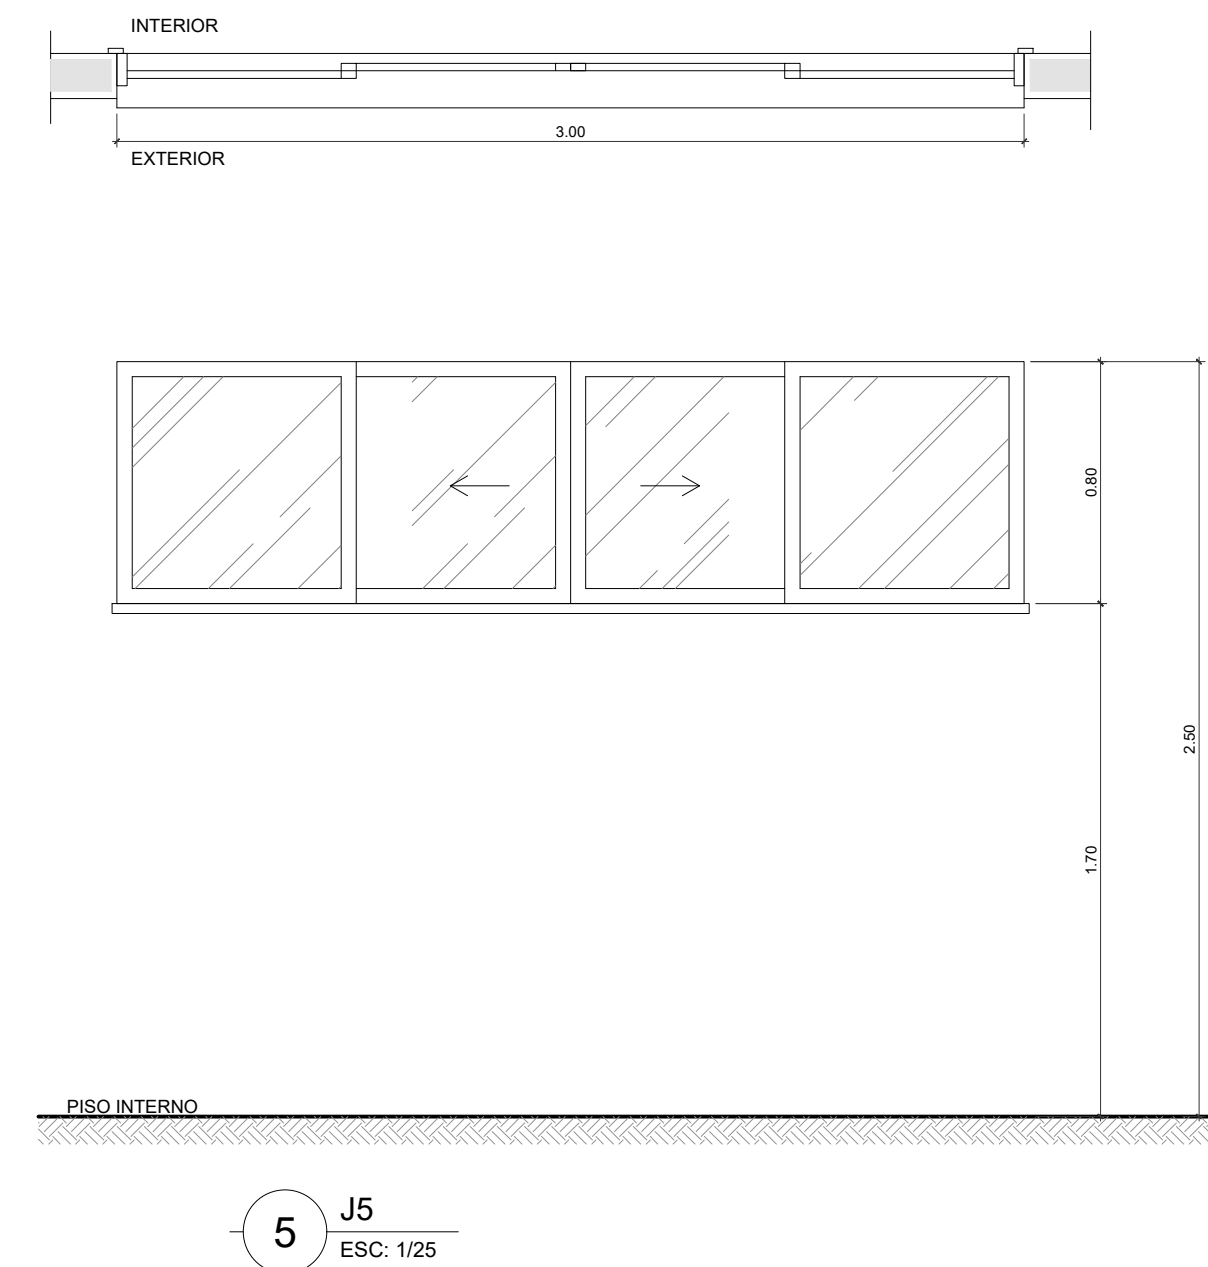 INTERIOR
3.00
EXTERIOR
0.80
2.50
1.70
PISO INTERNO
5
J5
ESC: 1/25